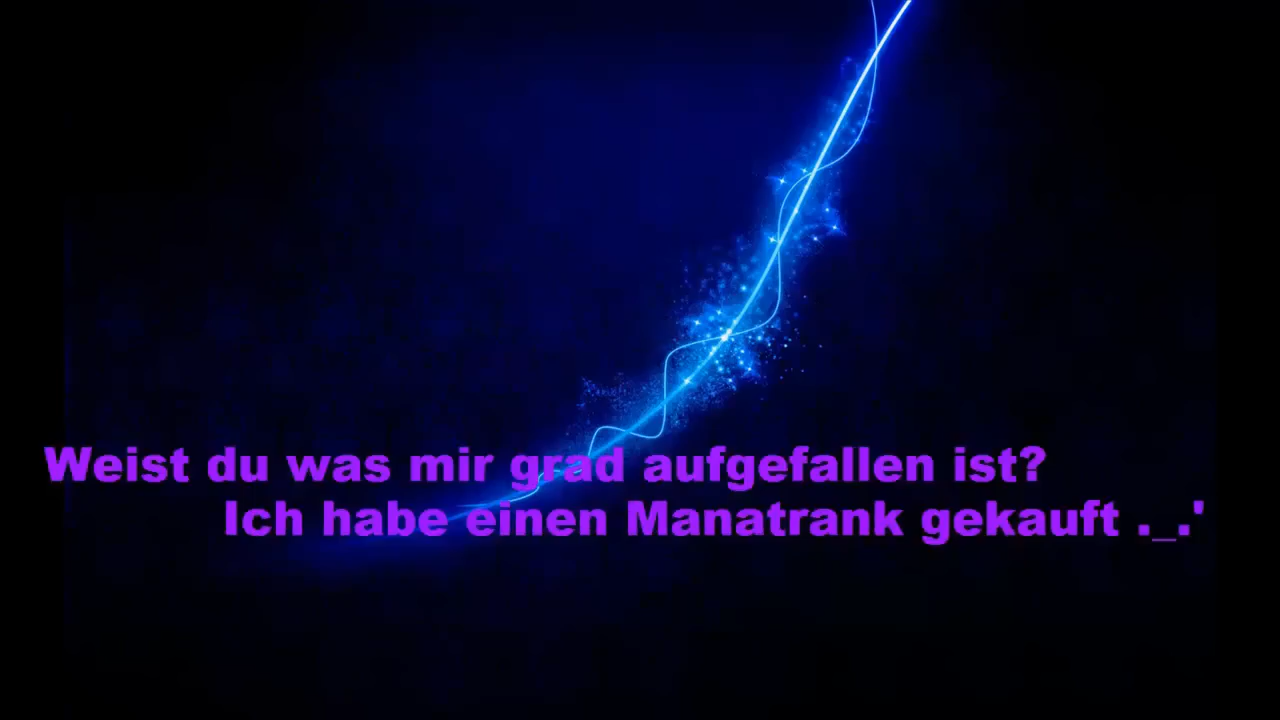 Weist du was mir grad aufgefallen ist?
Ich habe einen Manatrank gekauft ._.'